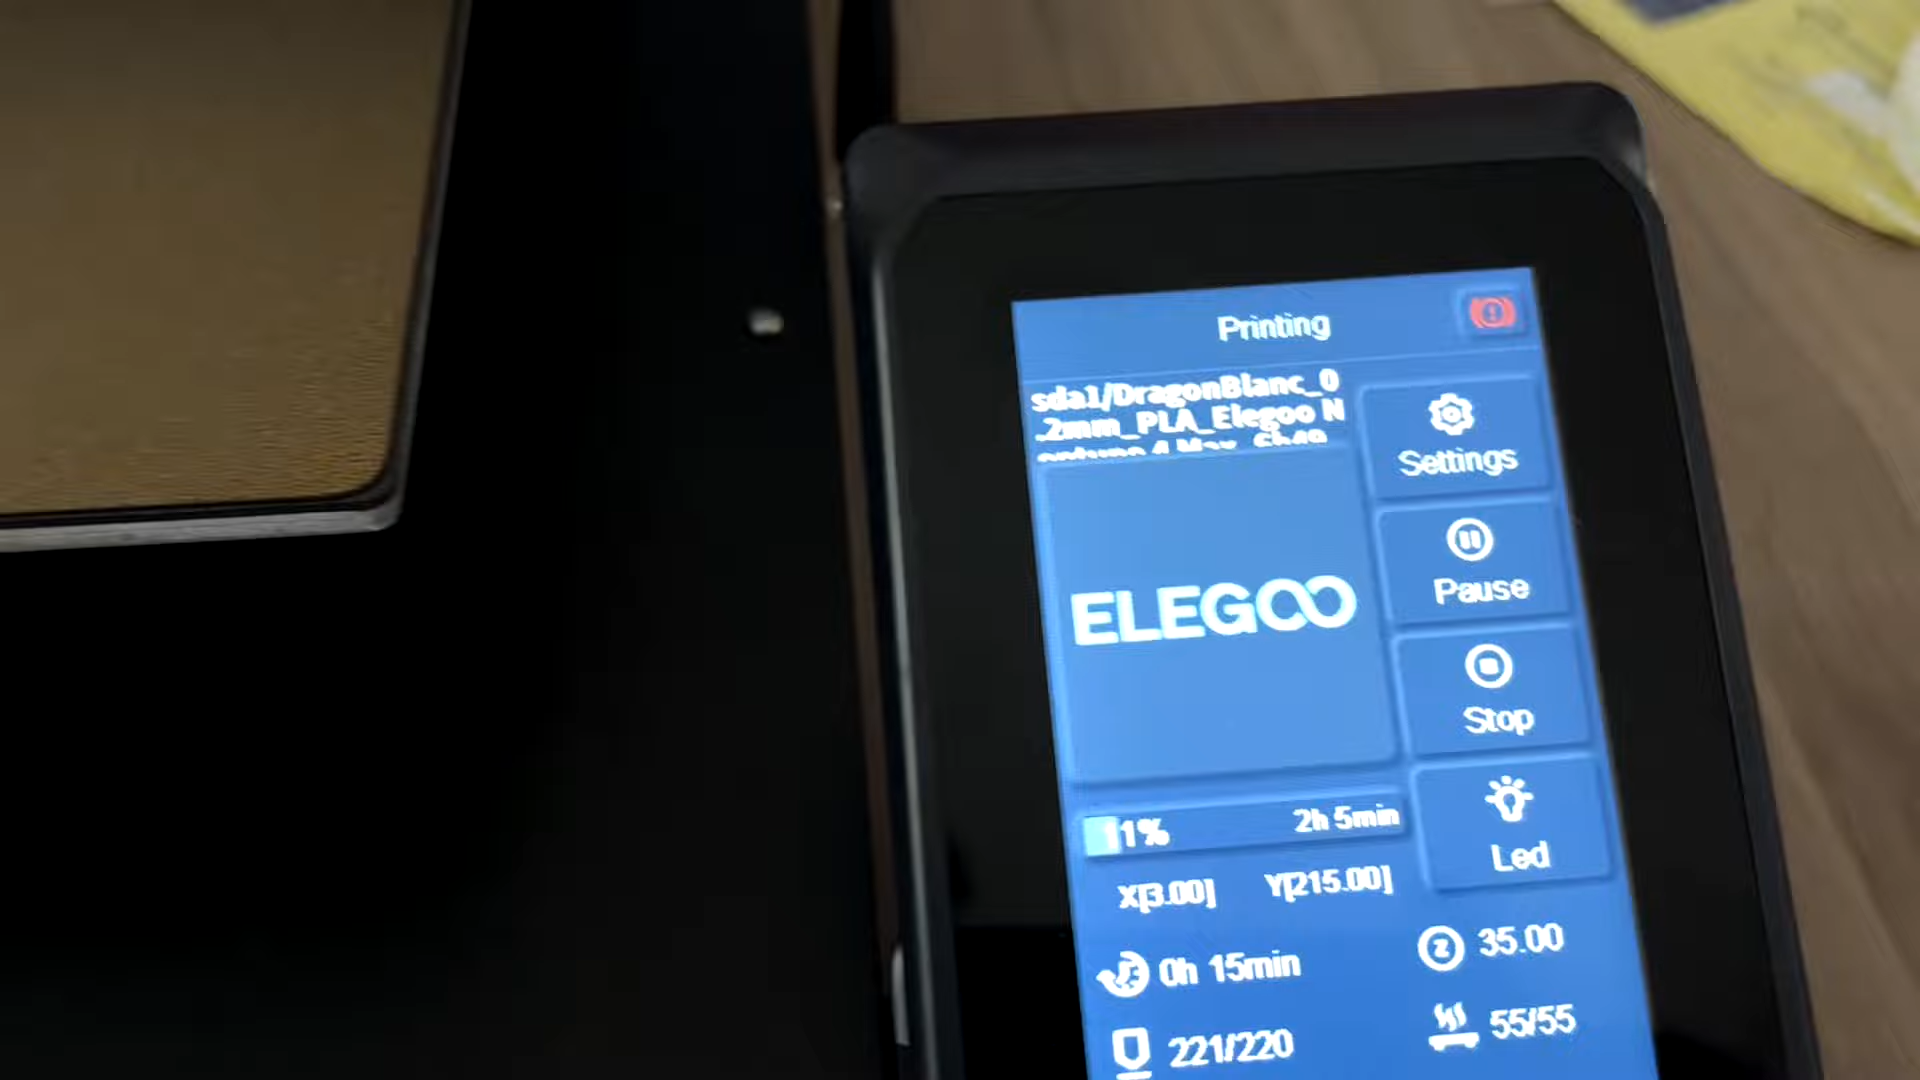 Printing
sda1/DragonBlanc_0
.2mm_PLA_Elegoo N
Settings
Pause
ELEGOO
Stop
11% 2h 5min
Led
X[3.00] Y[215.00]
0h 15min
Z 35.00
221/220
55/55